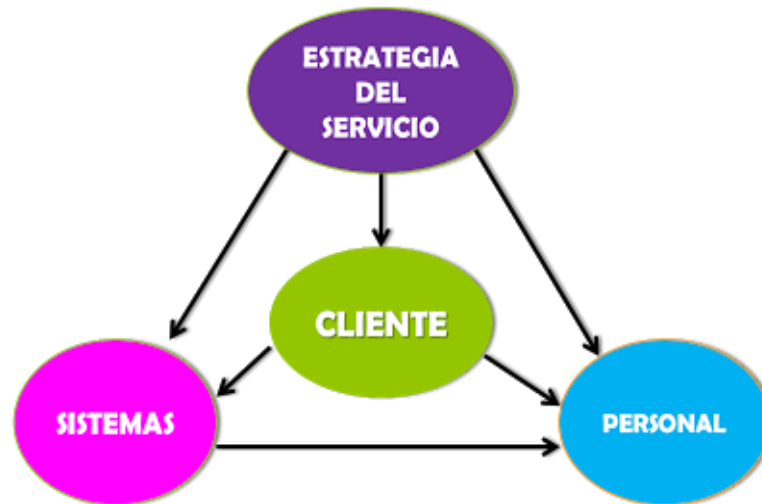 ESTRATEGIA
DEL
SERVICIO
CLIENTE
SISTEMAS
PERSONAL